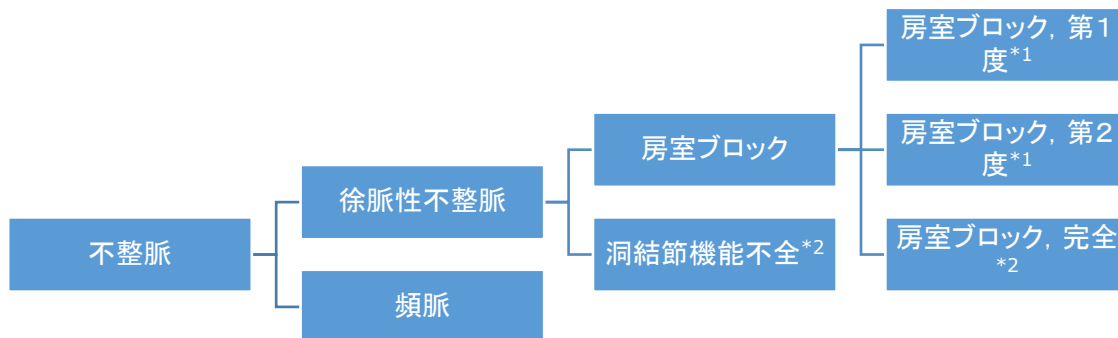 不整脈
徐脈性不整脈
頻脈
房室ブロック
洞結節機能不全*2
房室ブロック, 第1
度*1
房室ブロック, 第2
度*1
房室ブロック, 完全
*2